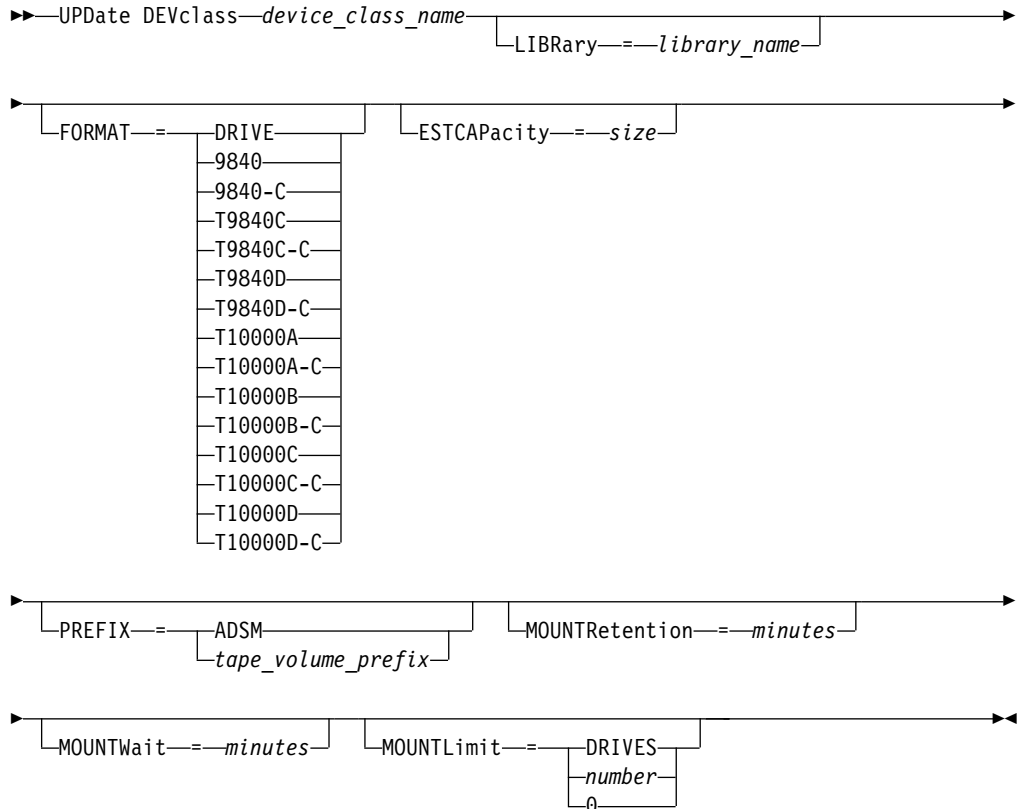 UPDate DEVclass device_class_name
LIBRary = library_name
FORMAT = DRIVE ESTCAPacity = size
9840
9840-C
T9840C
T9840C-C
T9840D
T9840D-C
T10000A
T10000A-C
T10000B
T10000B-C
T10000C
T10000C-C
T10000D
T10000D-C
PREFIX = ADSM MOUNTRetention = minutes
tape_volume_prefix
MOUNTWait = minutes MOUNTLimit = DRIVES
number
0